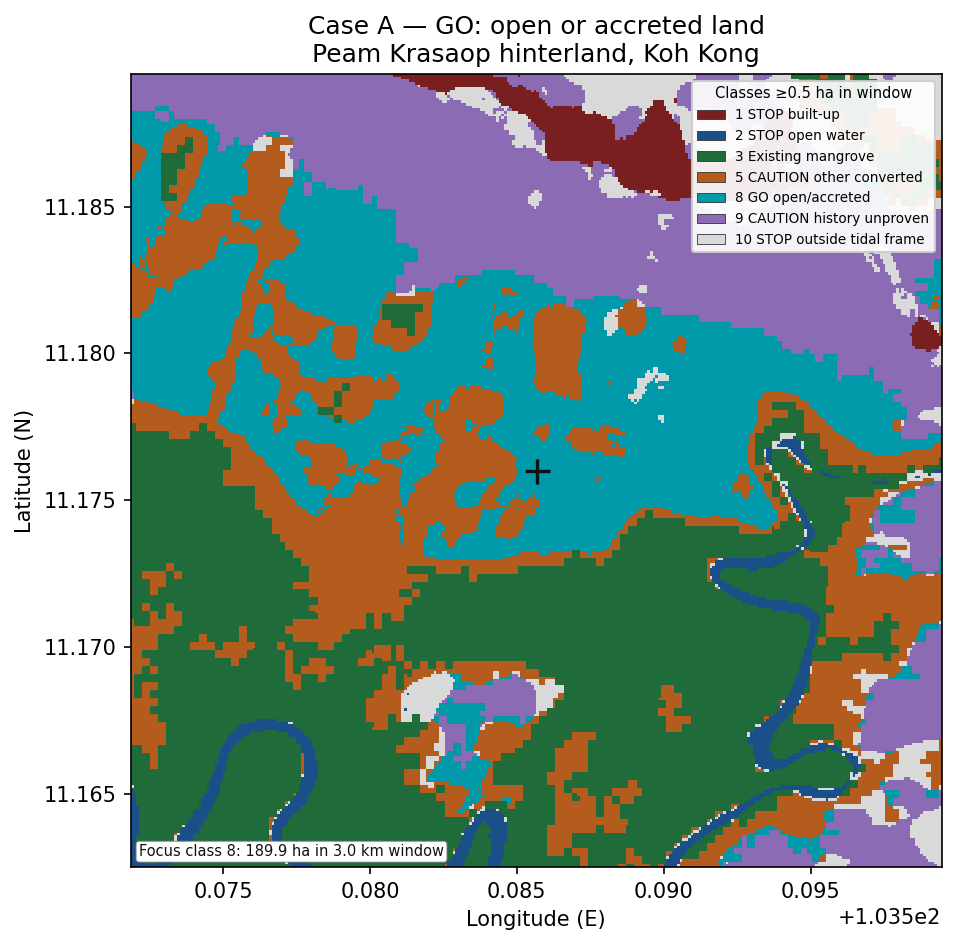 Case A — GO: open or accreted land
Peam Krasaop hinterland, Koh Kong
Classes ≥0.5 ha in window
1 STOP built-up
2 STOP open water
3 Existing mangrove
5 CAUTION other converted
8 GO open/accreted
9 CAUTION history unproven
10 STOP outside tidal frame
Latitude (N)
11.185
11.180
11.175
11.170
11.165
Focus class 8: 189.9 ha in 3.0 km window
0.075 0.080 0.085 0.090 0.095
Longitude (E)
+1.035e2